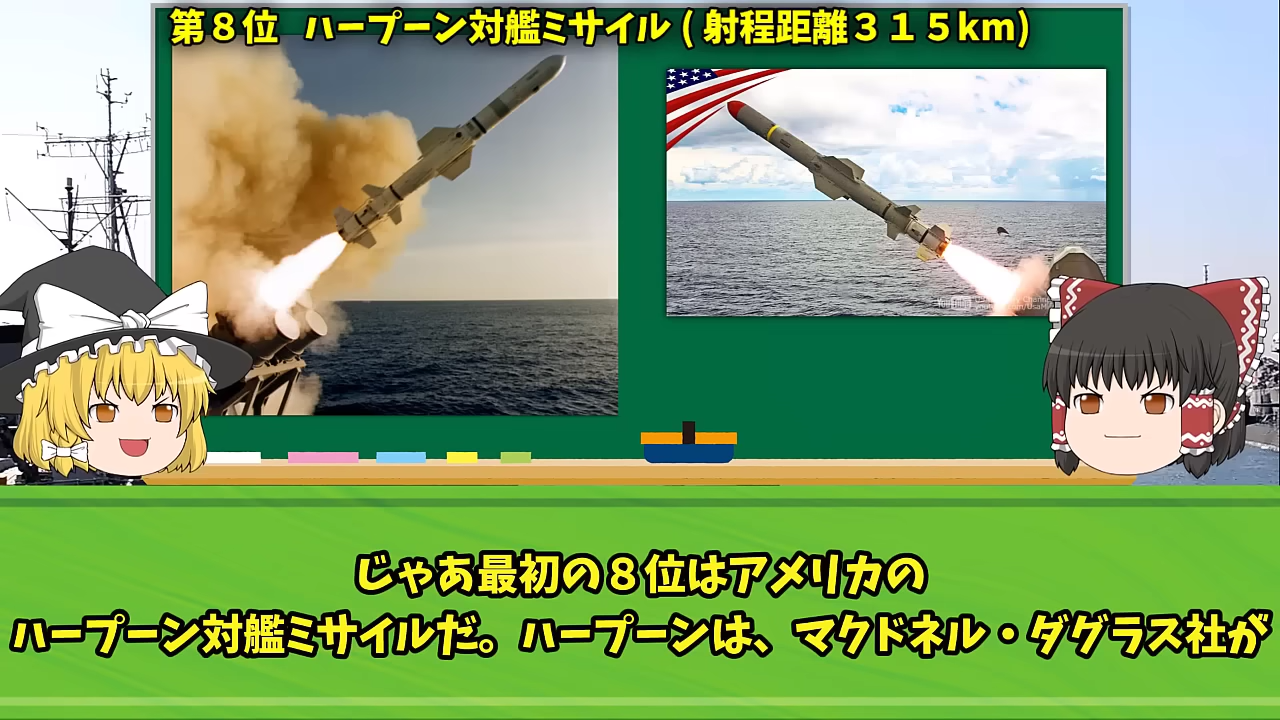 第８位 ハープーン対艦ミサイル ( 射程距離３１５km)
じゃあ最初の８位はアメリカの
ハープーン対艦ミサイルだ。ハープーンは、マクドネル・ダグラス社が